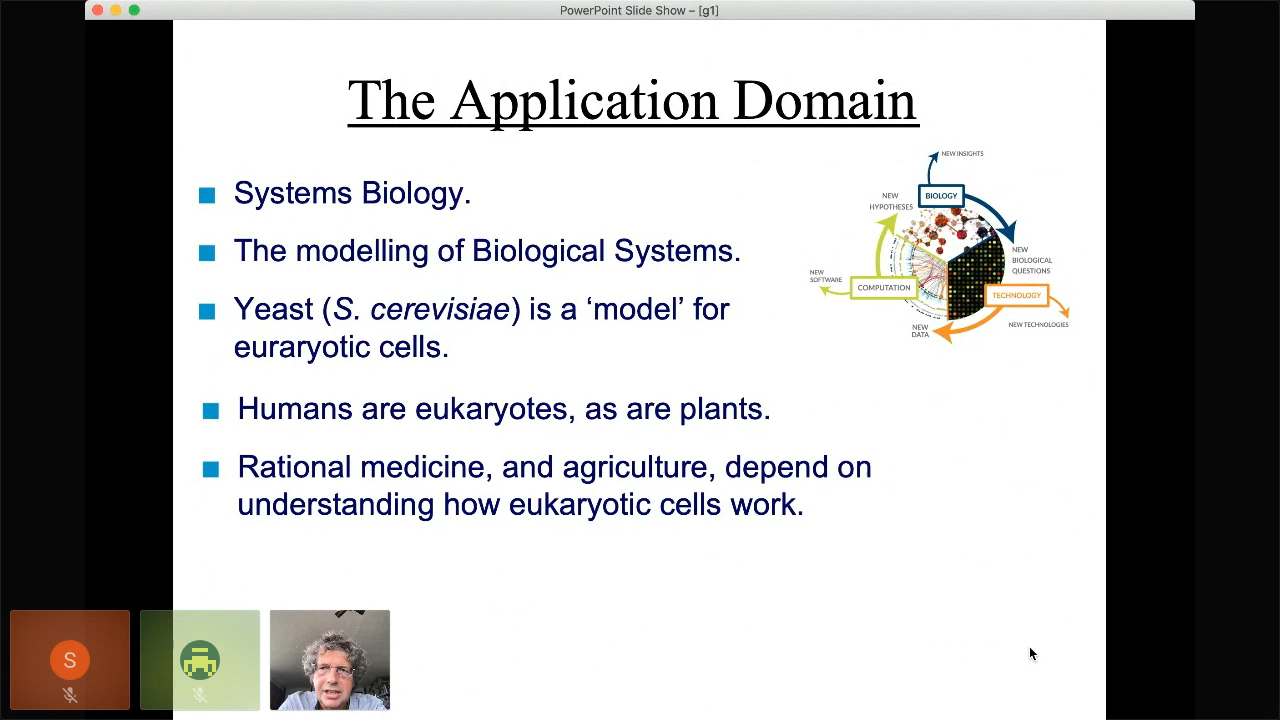 PowerPoint Slide Show – [g1]
The Application Domain
Systems Biology.
The modelling of Biological Systems.
Yeast (S. cerevisiae) is a ‘model’ for
euraryotic cells.
Humans are eukaryotes, as are plants.
Rational medicine, and agriculture, depend on
understanding how eukaryotic cells work.
NEW INSIGHTS
BIOLOGY
NEW
HYPOTHESES
NEW
BIOLOGICAL
QUESTIONS
NEW
SOFTWARE
COMPUTATION
TECHNOLOGY
NEW TECHNOLOGIES
NEW
DATA
S